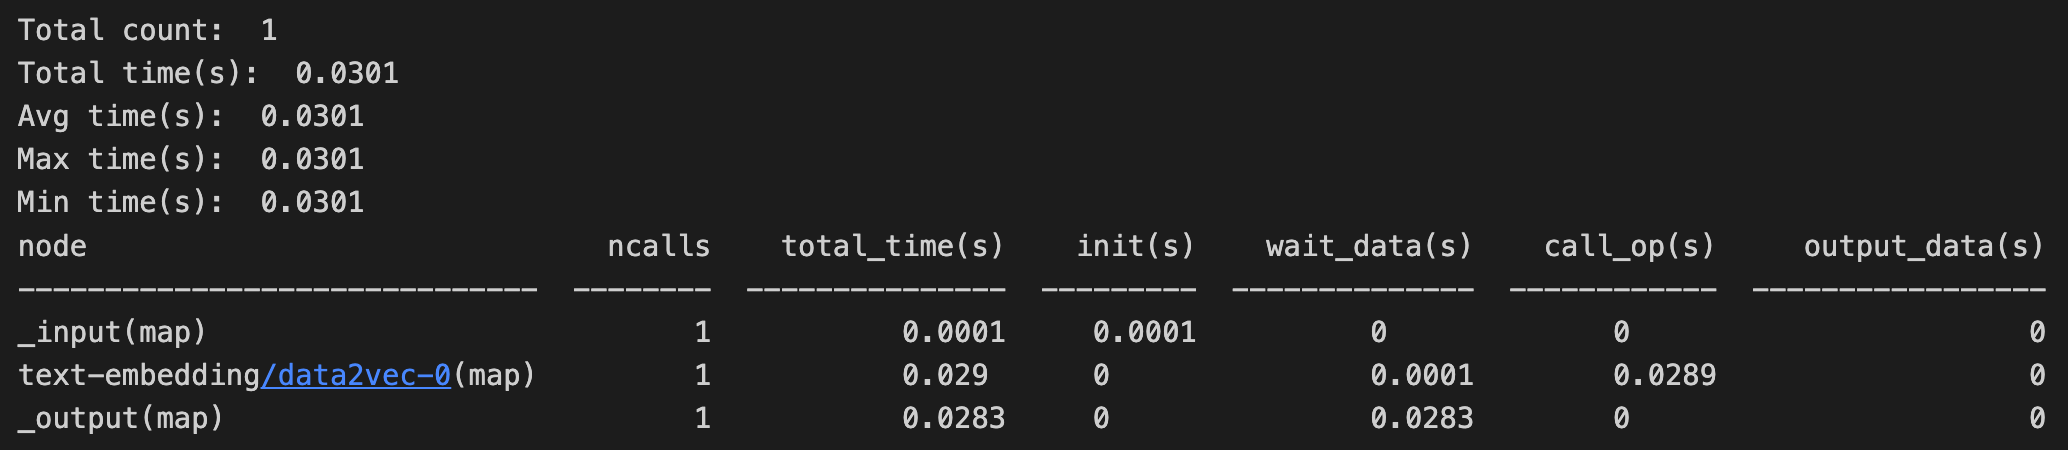 Total count:  1
Total time(s):  0.0301
Avg time(s):  0.0301
Max time(s):  0.0301
Min time(s):  0.0301
node                              ncalls    total_time(s)    init(s)    wait_data(s)    call_op(s)     output_data(s)
------------------------------  --------  ---------------  ---------  --------------  ------------  -----------------
_input(map)                            1           0.0001     0.0001          0             0                       0
text-embedding/data2vec-0(map)         1           0.029      0               0.0001        0.0289                  0
_output(map)                           1           0.0283     0               0.0283        0                       0